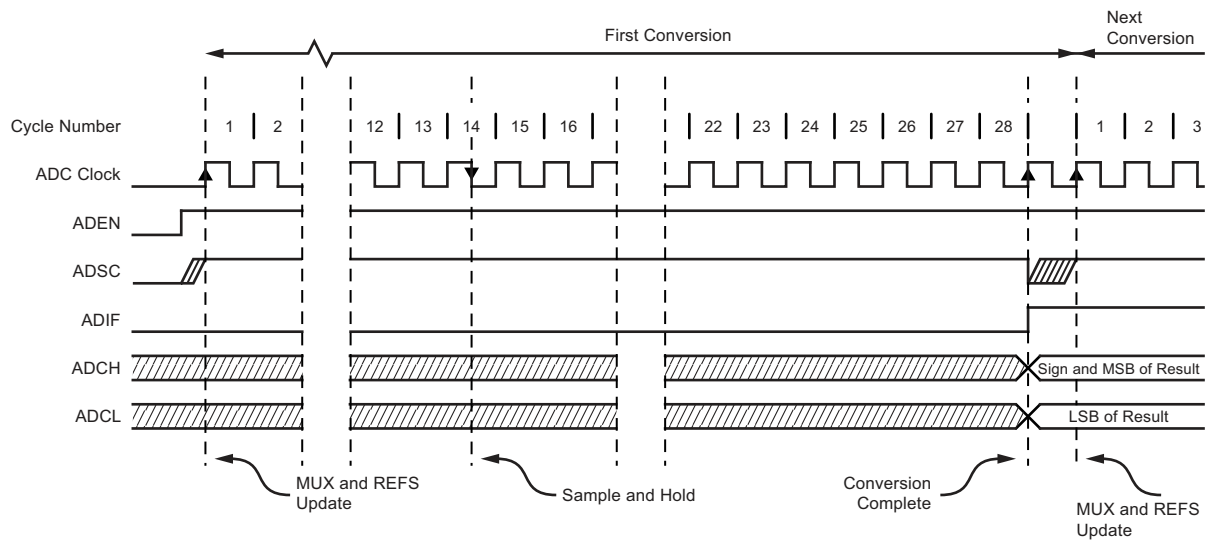 First Conversion
Next
Conversion
Cycle Number 1 2 12 13 14 15 16 22 23 24 25 26 27 28 1 2 3
ADC Clock
ADEN
ADSC
ADIF
ADCH
Sign and MSB of Result
ADCL
LSB of Result
MUX and REFS
Update
Sample and Hold
Conversion
Complete
MUX and REFS
Update